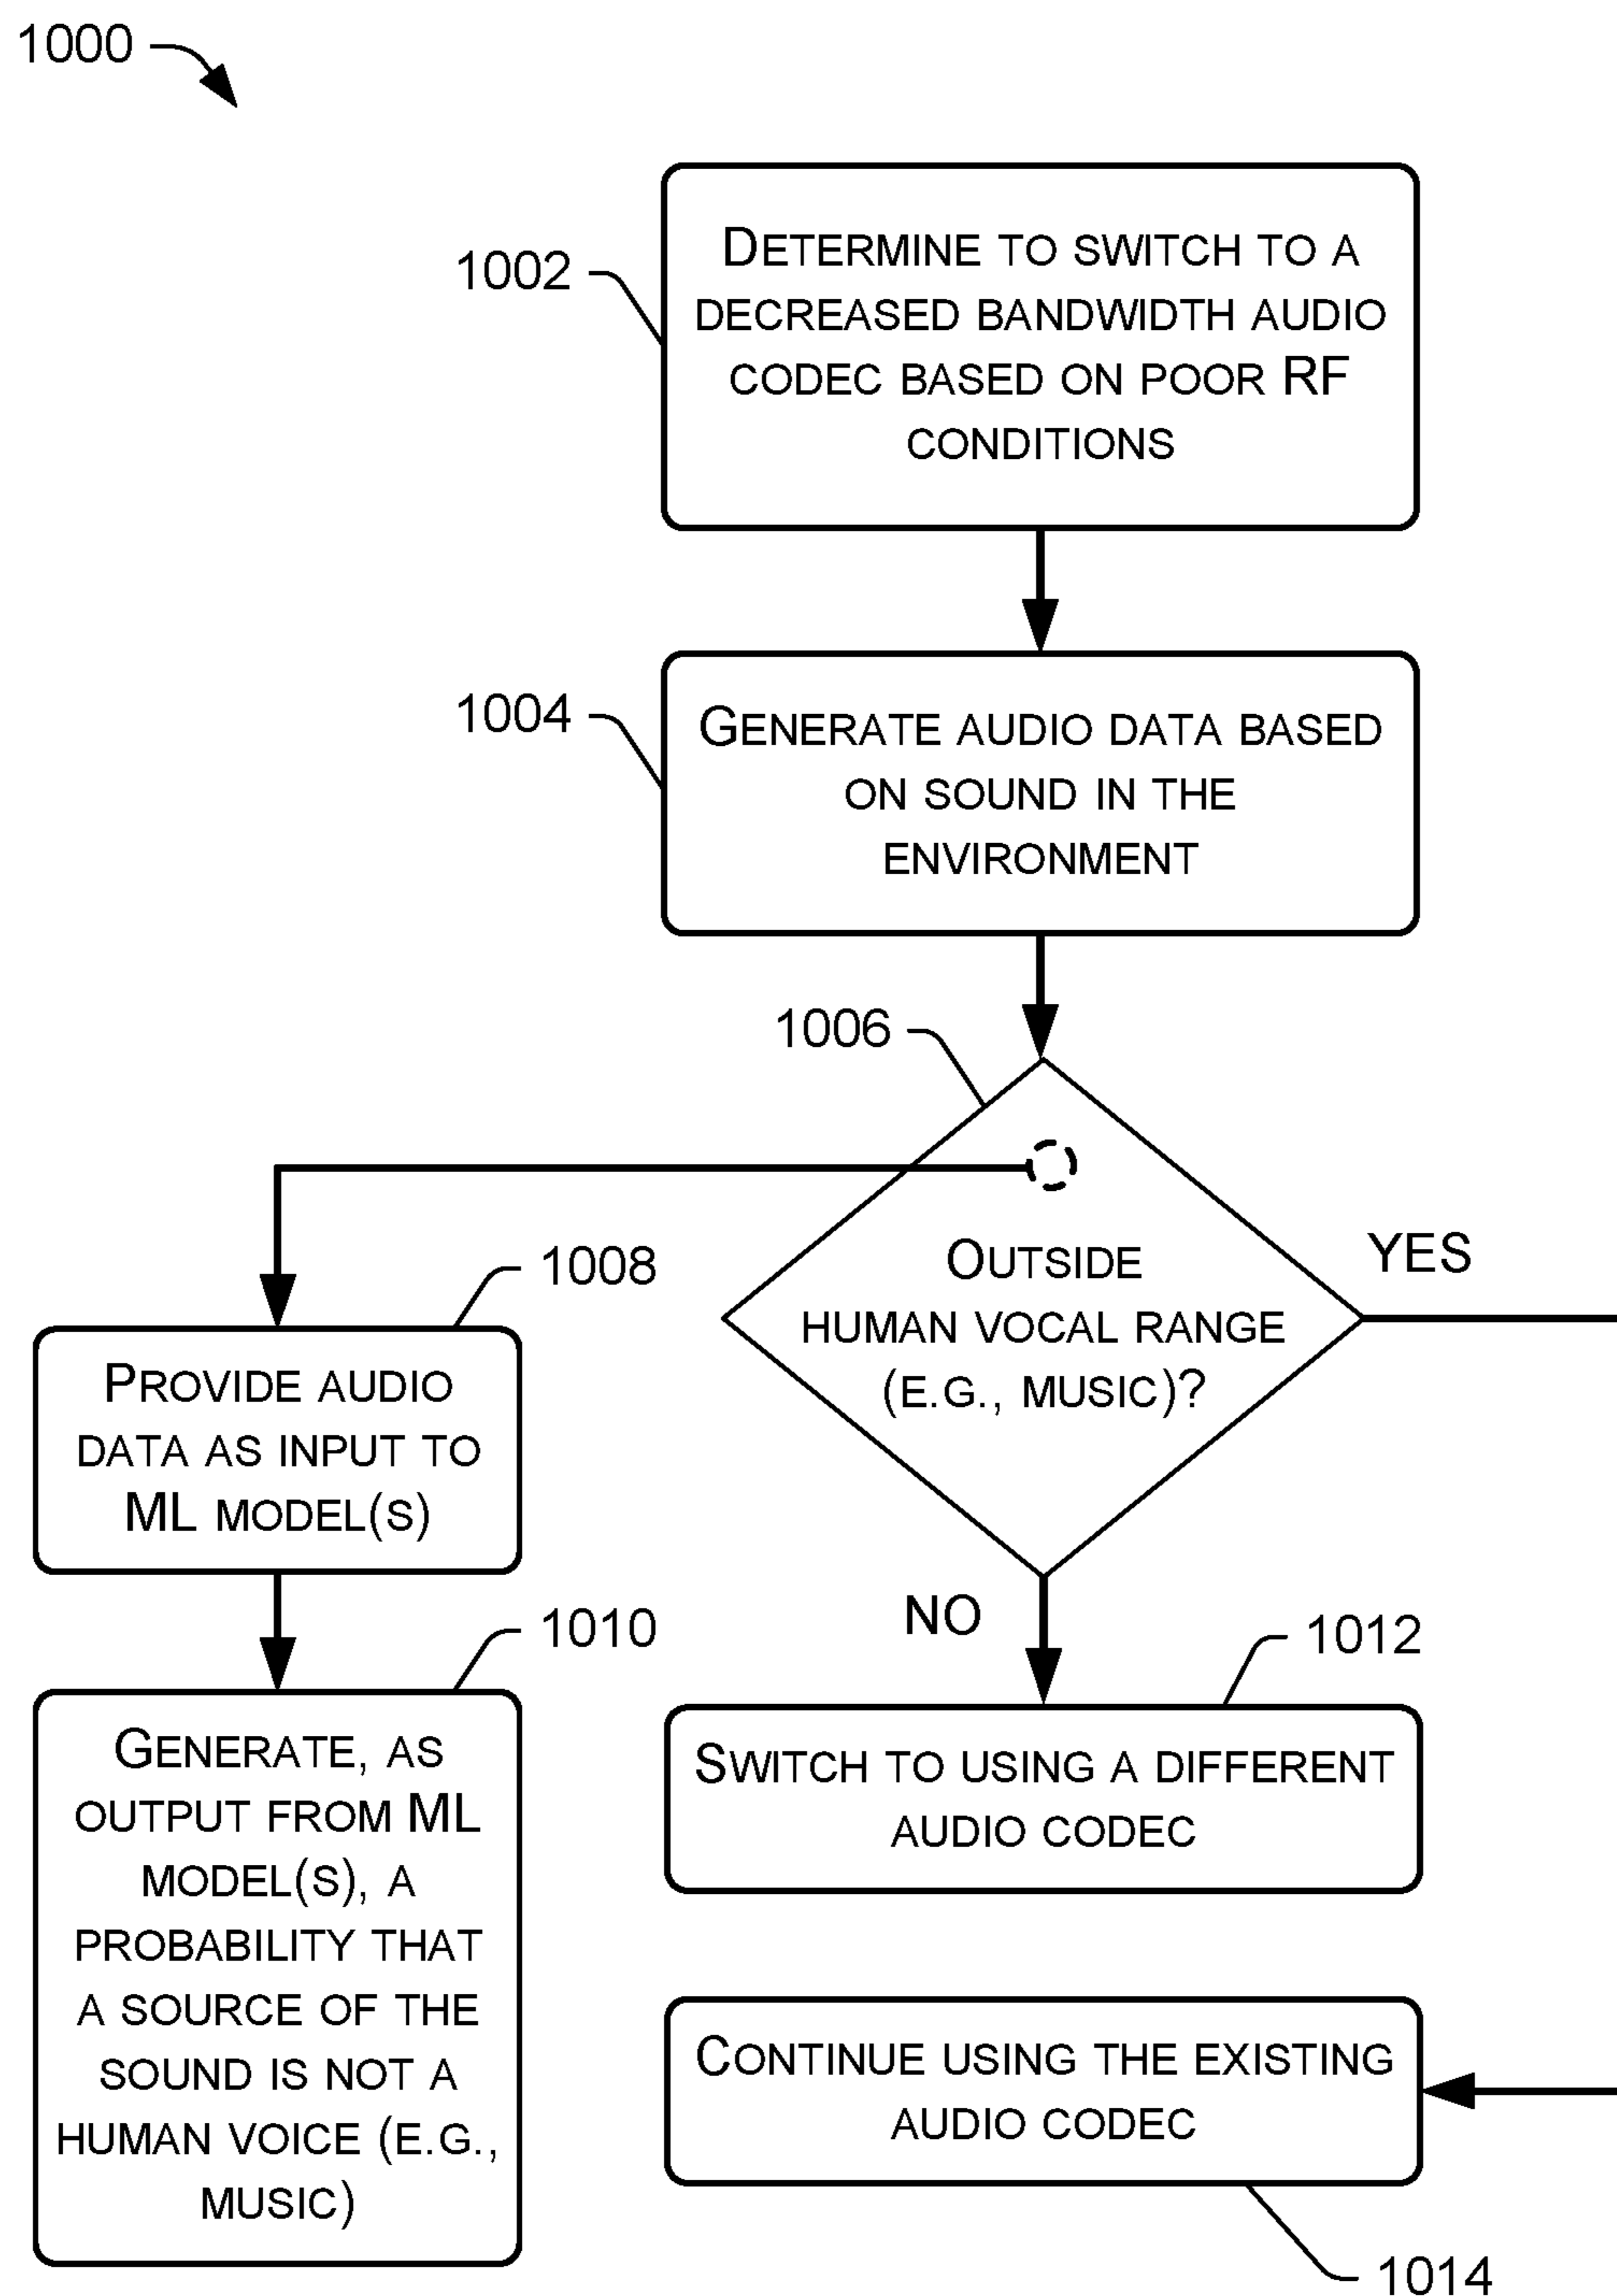 1000
1002
DETERMINE TO SWITCH TO A
DECREASED BANDWIDTH AUDIO
CODEC BASED ON POOR RF
CONDITIONS
1004
GENERATE AUDIO DATA BASED
ON SOUND IN THE
ENVIRONMENT
1006
OUTSIDE
HUMAN VOCAL RANGE
(E.G., MUSIC)?
YES
NO
1008
PROVIDE AUDIO
DATA AS INPUT TO
ML MODEL(S)
1010
GENERATE, AS
OUTPUT FROM ML
MODEL(S), A
PROBABILITY THAT
A SOURCE OF THE
SOUND IS NOT A
HUMAN VOICE (E.G.,
MUSIC)
1012
SWITCH TO USING A DIFFERENT
AUDIO CODEC
CONTINUE USING THE EXISTING
AUDIO CODEC
1014